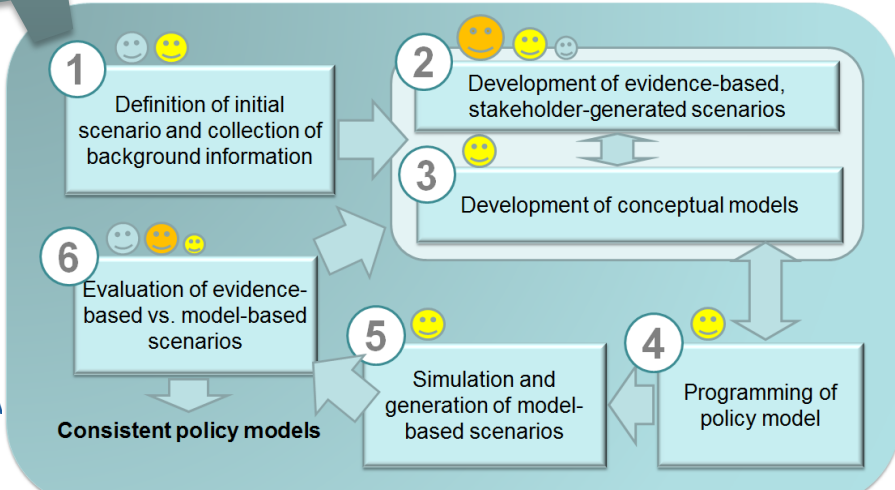 1
Definition of initial
scenario and collection of
background information
2
Development of evidence-based,
stakeholder-generated scenarios
3
Development of conceptual models
4
Programming of
policy model
5
Simulation and
generation of model-
based scenarios
6
Evaluation of evidence-
based vs. model-based
scenarios
Consistent policy models